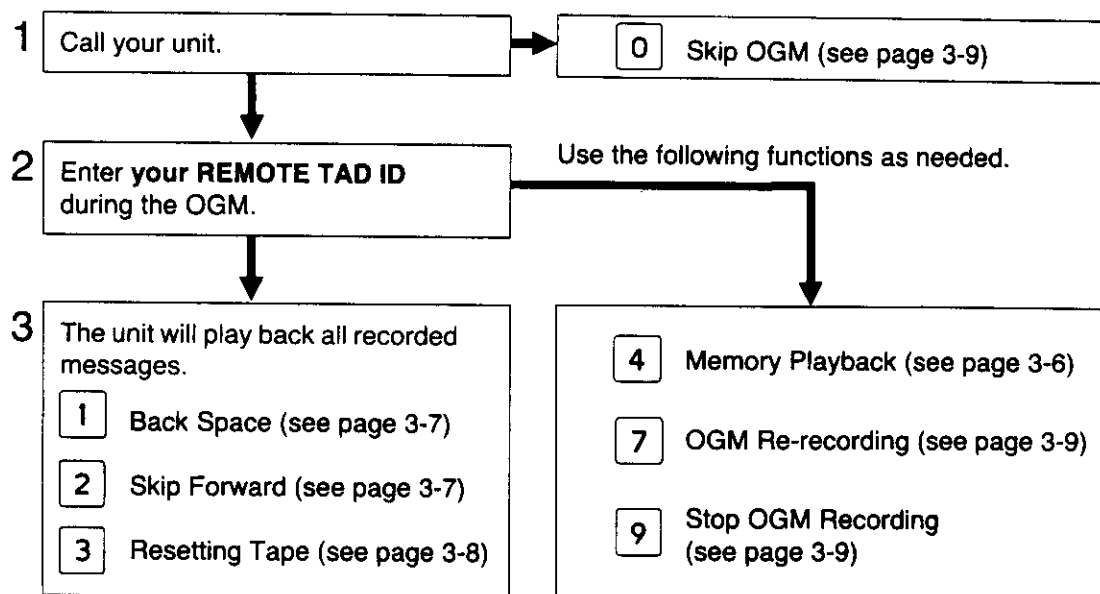 1 Call your unit.
0 Skip OGM (see page 3-9)
2 Enter your REMOTE TAD ID
during the OGM.
Use the following functions as needed.
3 The unit will play back all recorded
messages.
1 Back Space (see page 3-7)
2 Skip Forward (see page 3-7)
3 Resetting Tape (see page 3-8)
4 Memory Playback (see page 3-6)
7 OGM Re-recording (see page 3-9)
9 Stop OGM Recording
(see page 3-9)